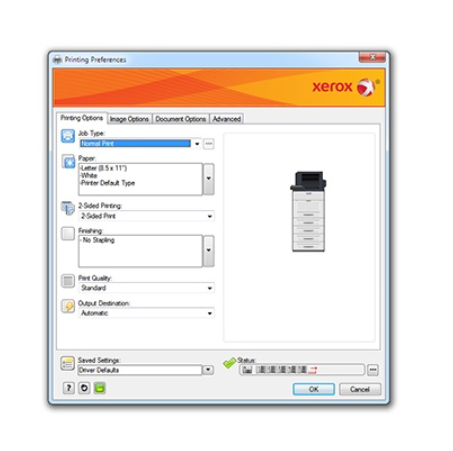 Printing Preferences
xerox
Printing Options Image Options Document Options Advanced
Job Type:
Normal Print
Paper:
-Letter (8.5 x 11")
-White
-Printer Default Type
2-Sided Printing:
2-Sided Print
Finishing:
- No Stapling
Print Quality:
Standard
Output Destination:
Automatic
Saved Settings:
Driver Defaults
Status:
?
OK Cancel